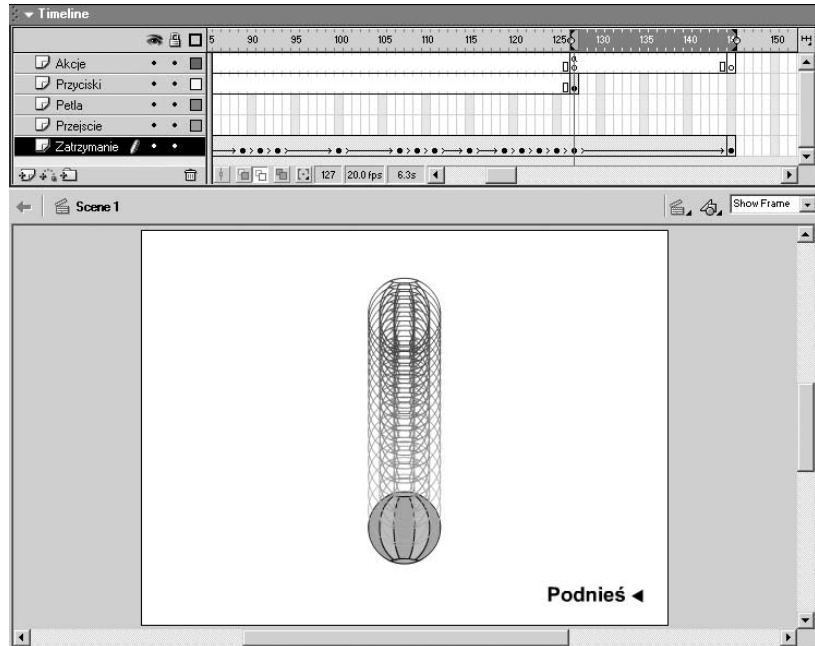 Timeline
5 90 95 100 105 110 115 120 125 130 135 140 150
Akcje
Przyciski
Petla
Przejscie
Zatrzymanie
127 20.0 fps 6.3s
Scene 1
Show Frame
Podnieś